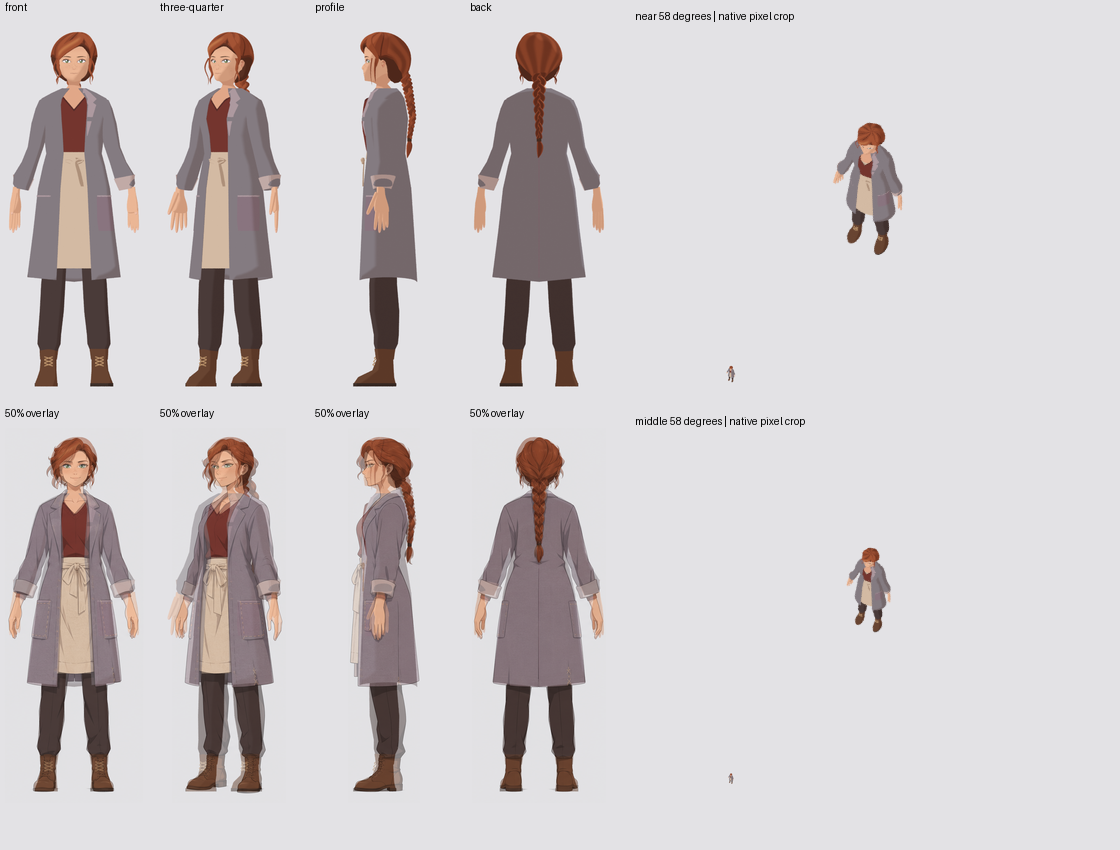 front
three-quarter
profile
back
near 58 degrees | native pixel crop
50% overlay
50% overlay
50% overlay
50% overlay
middle 58 degrees | native pixel crop